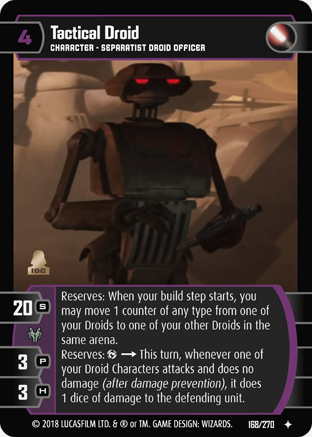 4
Tactical Droid
CHARACTER - SEPARATIST DROID OFFICER
IDC
20 S
3 P
3 H
Reserves: When your build step starts, you
may move 1 counter of any type from one of
your Droids to one of your other Droids in the
same arena.
Reserves: → This turn, whenever one of
your Droid Characters attacks and does no
damage (after damage prevention), it does
1 dice of damage to the defending unit.
© 2018 LUCASFILM LTD. & ® or TM. GAME DESIGN: WIZARDS. 168/270